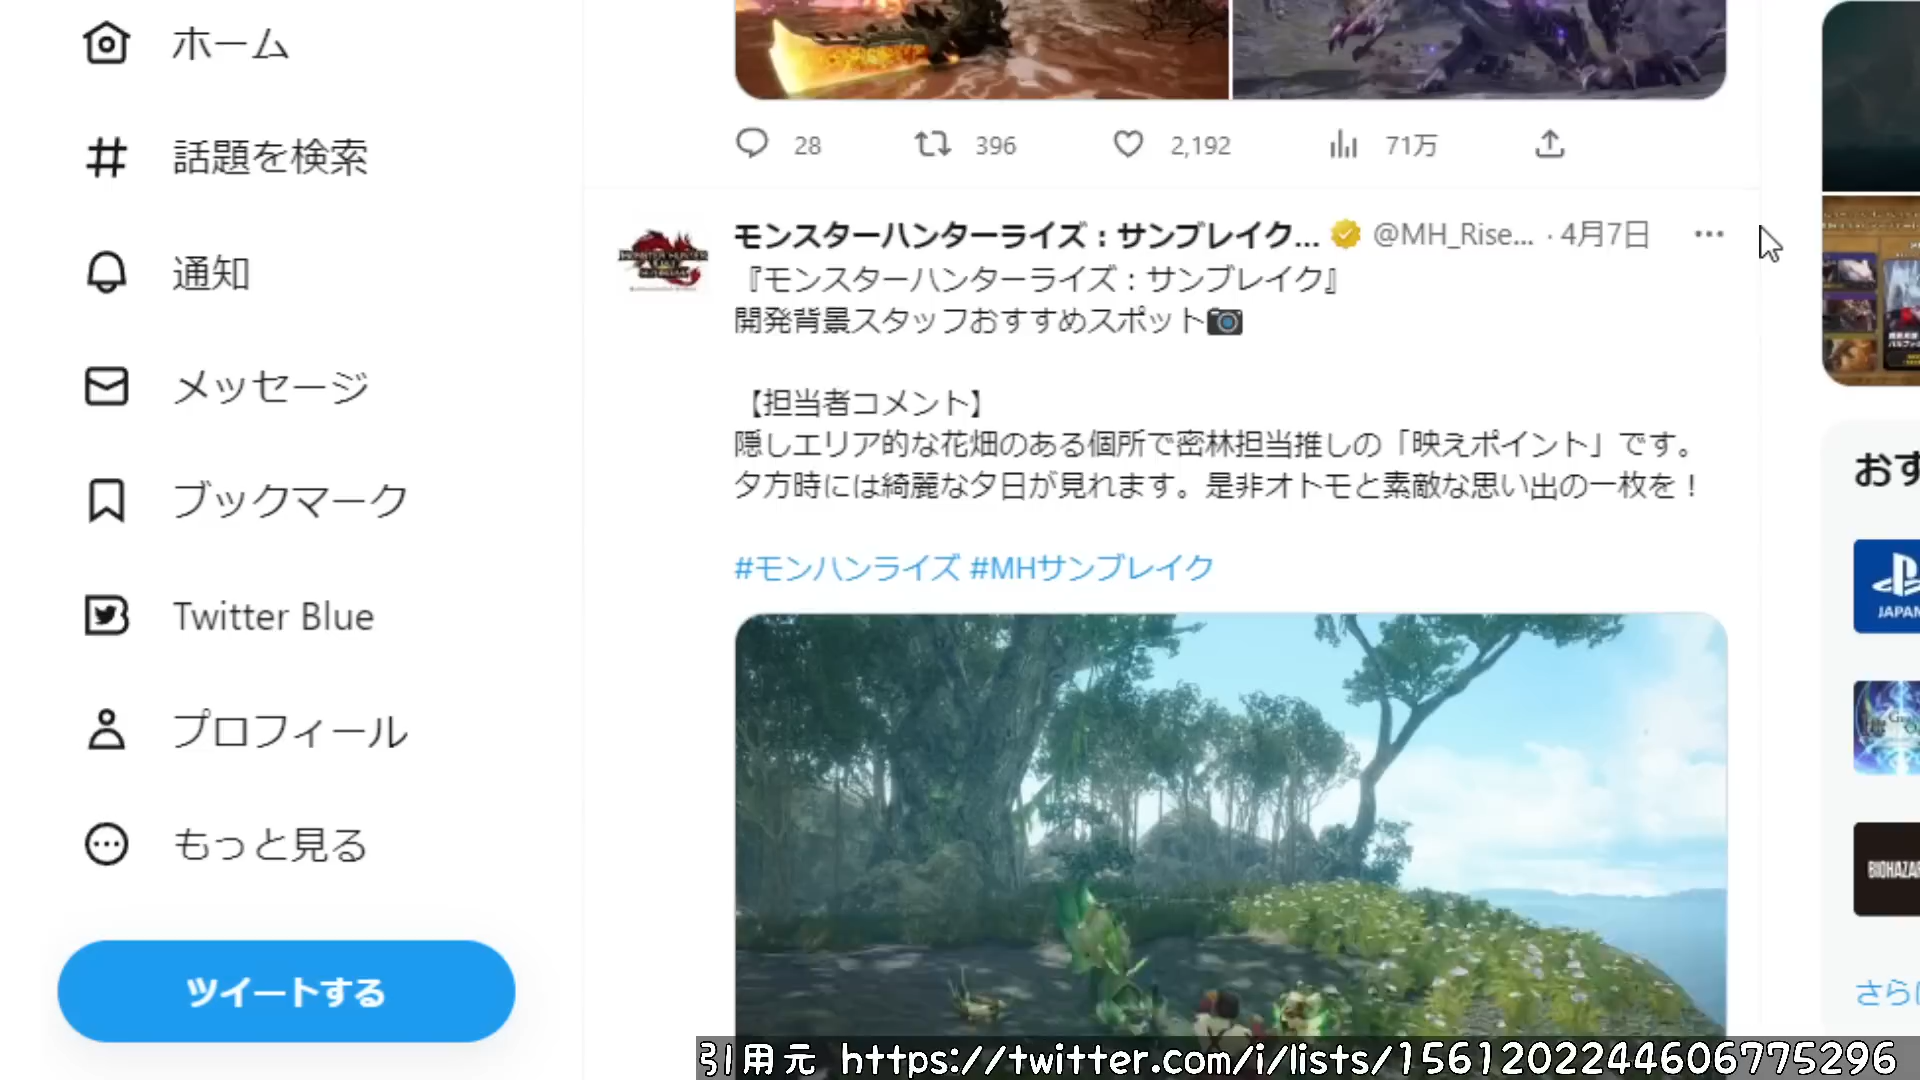 ホーム
話題を検索
通知
メッセージ
ブックマーク
Twitter Blue
プロフィール
もっと見る
ツイートする
28 396 2,192 71万
モンスターハンターライズ：サンブレイク... @MH_Rise... · 4月7日
『モンスターハンターライズ：サンブレイク』
開発背景スタッフおすすめスポット
【担当者コメント】
隠しエリア的な花畑のある個所で密林担当推しの「映えポイント」です。
夕方時には綺麗な夕日が見れます。是非オトモと素敵な思い出の一枚を！
#モンハンライズ #MHサンブレイク
おす
JAPAN
BIOHAZAR
さらに
引用元 https://twitter.com/i/lists/1561202244606775296